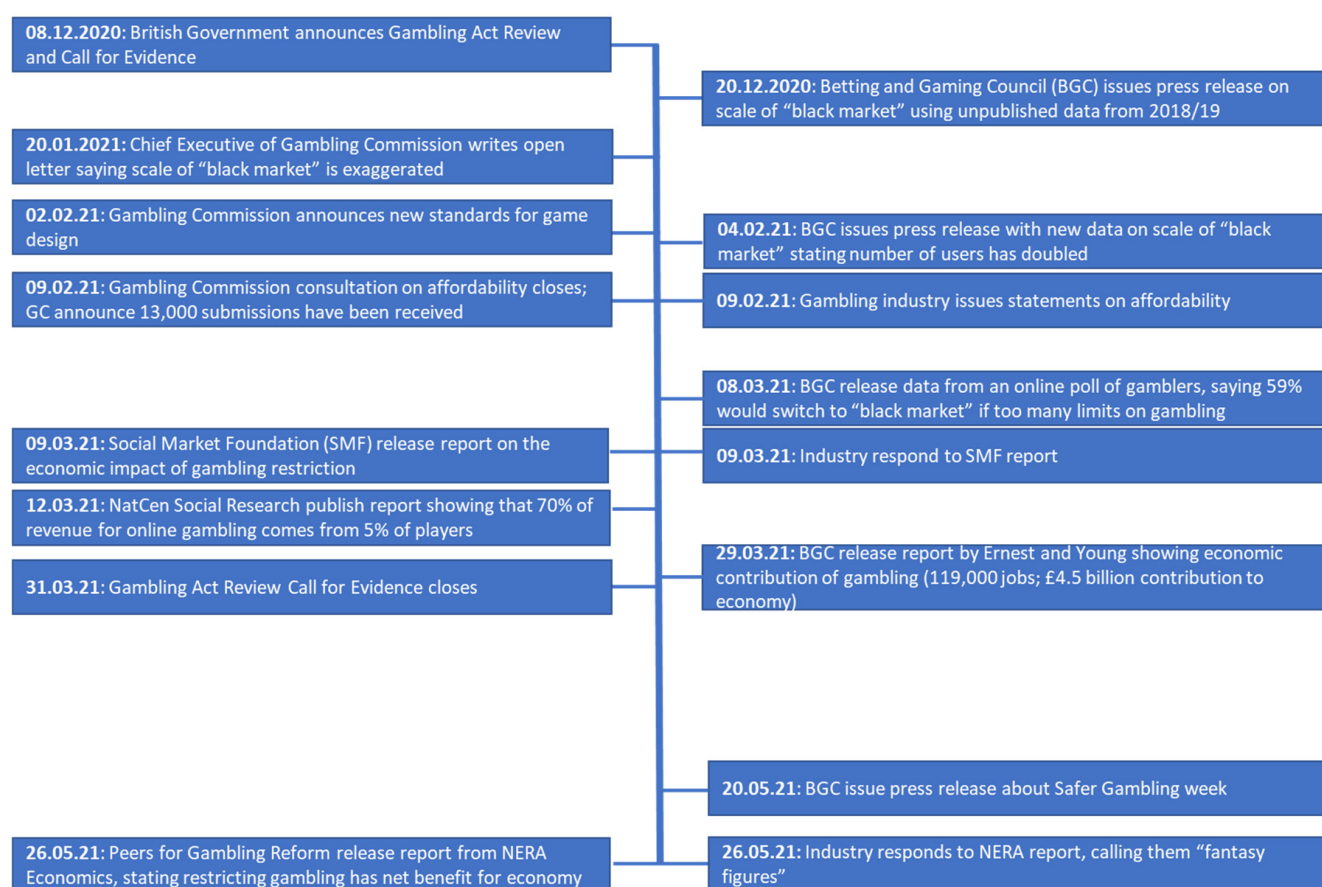 08.12.2020: British Government announces Gambling Act Review
and Call for Evidence
20.12.2020: Betting and Gaming Council (BGC) issues press release on
scale of “black market” using unpublished data from 2018/19
20.01.2021: Chief Executive of Gambling Commission writes open
letter saying scale of “black market” is exaggerated
02.02.21: Gambling Commission announces new standards for game
design
04.02.21: BGC issues press release with new data on scale of “black
market” stating number of users has doubled
09.02.21: Gambling Commission consultation on affordability closes;
GC announce 13,000 submissions have been received
09.02.21: Gambling industry issues statements on affordability
08.03.21: BGC release data from an online poll of gamblers, saying 59%
would switch to “black market” if too many limits on gambling
09.03.21: Social Market Foundation (SMF) release report on the
economic impact of gambling restriction
09.03.21: Industry respond to SMF report
12.03.21: NatCen Social Research publish report showing that 70% of
revenue for online gambling comes from 5% of players
29.03.21: BGC release report by Ernest and Young showing economic
contribution of gambling (119,000 jobs; £4.5 billion contribution to
economy)
31.03.21: Gambling Act Review Call for Evidence closes
20.05.21: BGC issue press release about Safer Gambling week
26.05.21: Peers for Gambling Reform release report from NERA
Economics, stating restricting gambling has net benefit for economy
26.05.21: Industry responds to NERA report, calling them “fantasy
figures”